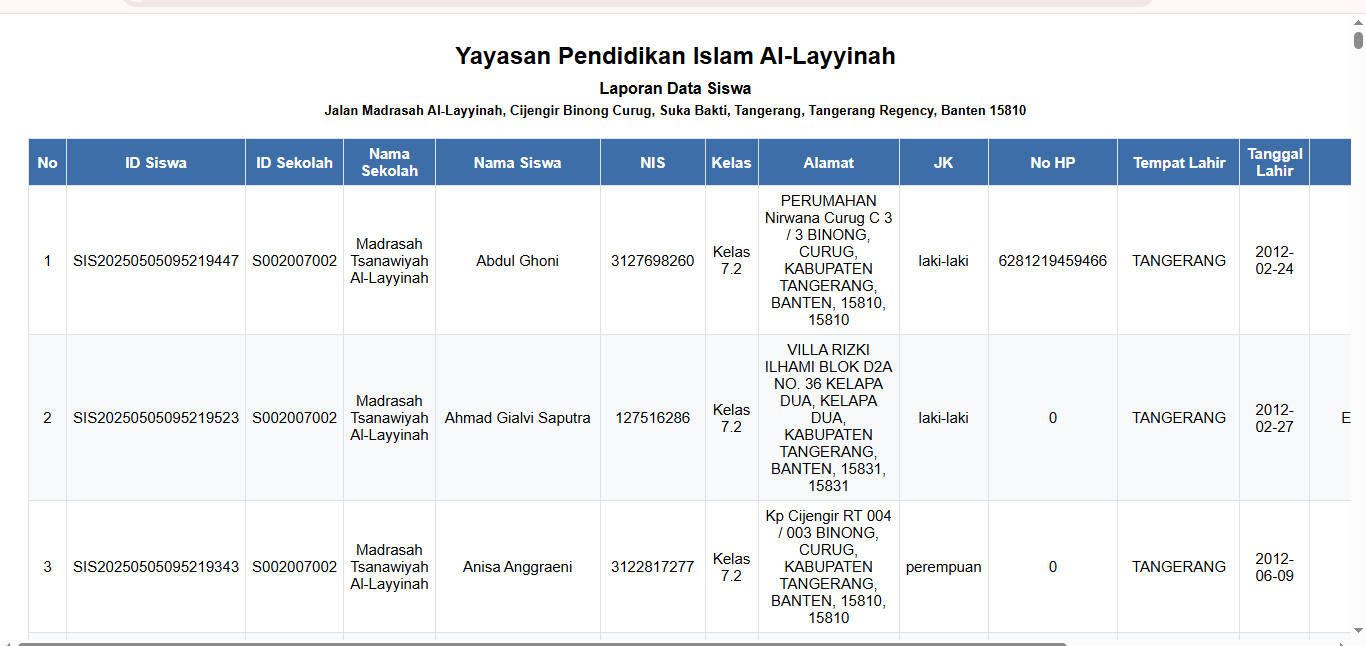 Yayasan Pendidikan Islam Al-Layyinah
Laporan Data Siswa
Jalan Madrasah Al-Layyinah, Cijengir Binong Curug, Suka Bakti, Tangerang, Tangerang Regency, Banten 15810
No
ID Siswa
ID Sekolah
Nama
Sekolah
Nama Siswa
NIS
Kelas
Alamat
JK
No HP
Tempat Lahir
Tanggal
Lahir
1
SIS20250505095219447
S002007002
Madrasah
Tsanawiyah
Al-Layyinah
Abdul Ghoni
3127698260
Kelas
7.2
PERUMAHAN
Nirwana Curug C 3
/ 3 BINONG,
CURUG,
KABUPATEN
TANGERANG,
BANTEN, 15810,
15810
laki-laki
6281219459466
TANGERANG
2012-
02-24
2
SIS20250505095219523
S002007002
Madrasah
Tsanawiyah
Al-Layyinah
Ahmad Gialvi Saputra
127516286
Kelas
7.2
VILLA RIZKI
ILHAMI BLOK D2A
NO. 36 KELAPA
DUA, KELAPA
DUA,
KABUPATEN
TANGERANG,
BANTEN, 15831,
15831
laki-laki
0
TANGERANG
2012-
02-27
E
3
SIS20250505095219343
S002007002
Madrasah
Tsanawiyah
Al-Layyinah
Anisa Anggraeni
3122817277
Kelas
7.2
Kp Cijengir RT 004
/ 003 BINONG,
CURUG,
KABUPATEN
TANGERANG,
BANTEN, 15810,
15810
perempuan
0
TANGERANG
2012-
06-09